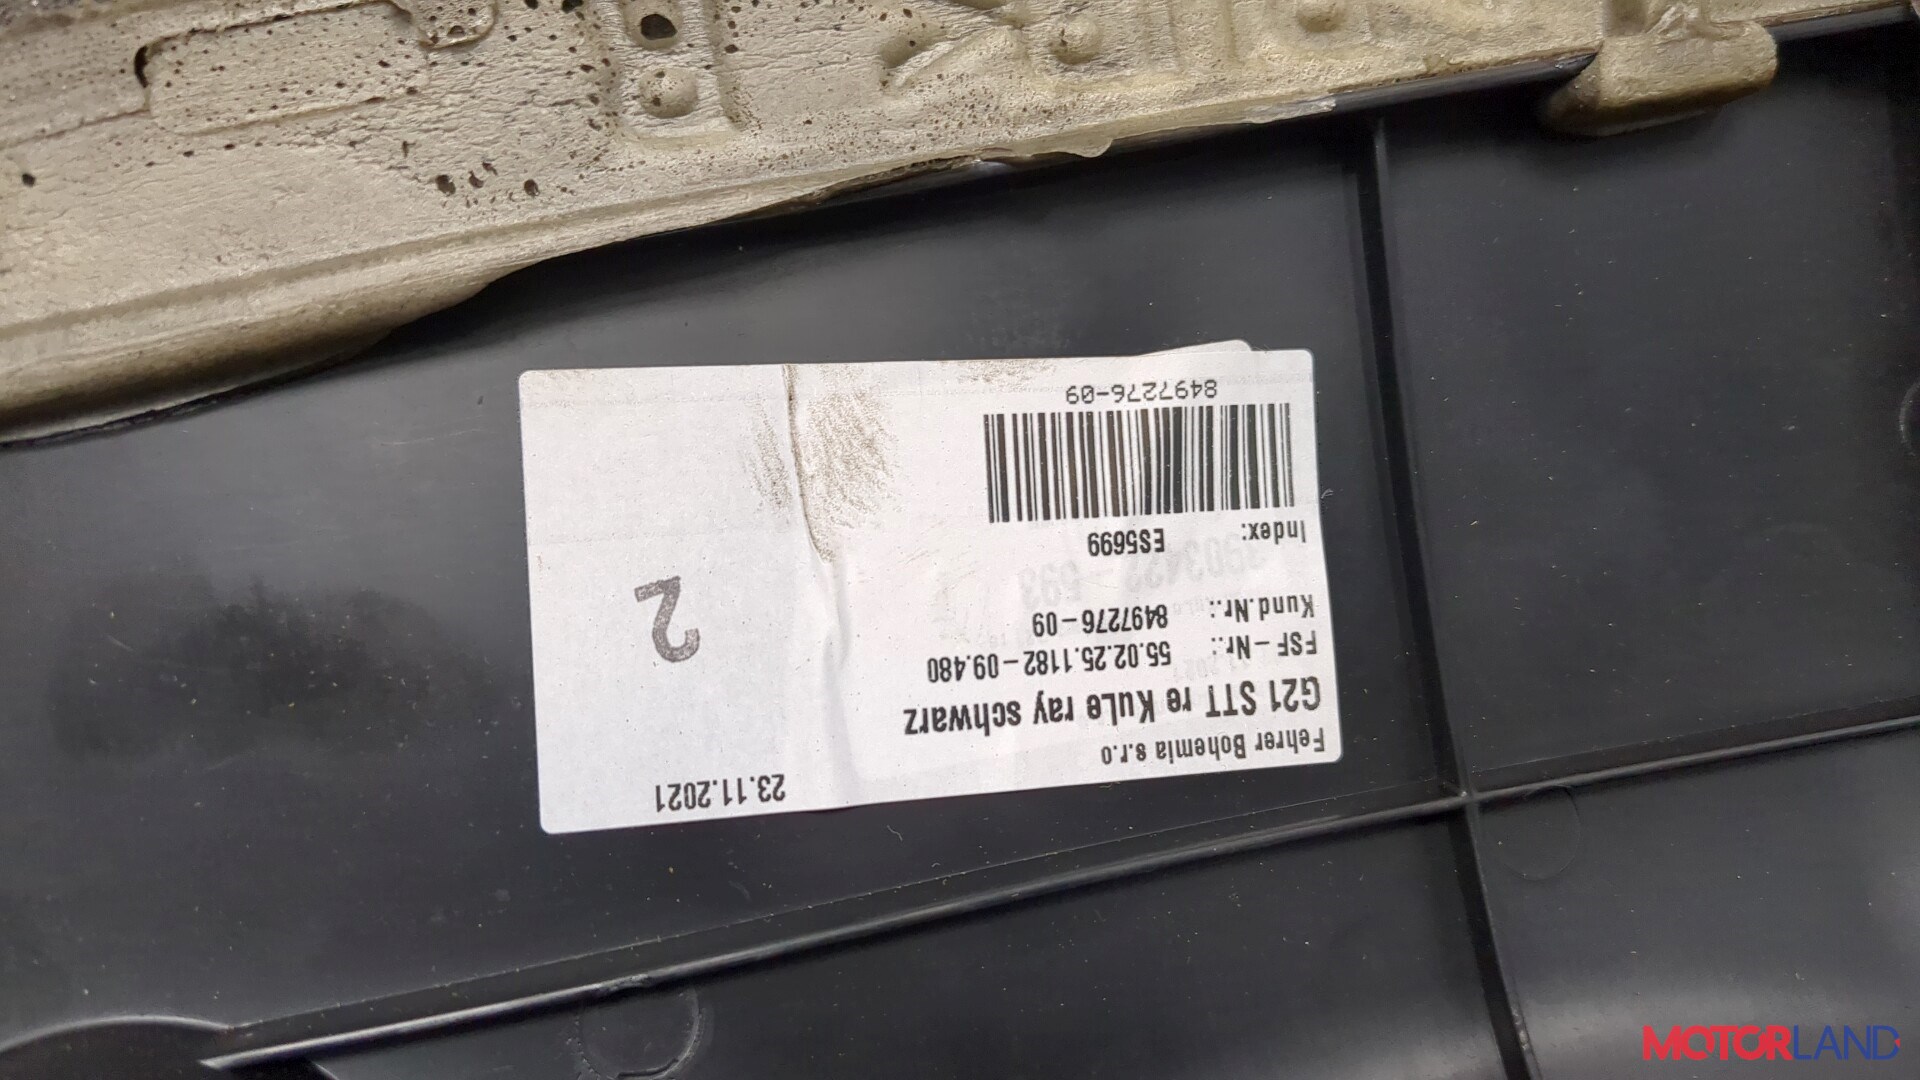 Fehrer Bohemia s.r.o
23.11.2021
G21 STT re KuLe ray schwarz
FSF-Nr.: 55.02.25.1182-09.480
Kund.Nr.: 8497276-09
2
Index: ES5699
8497276-09
MOTORLAND